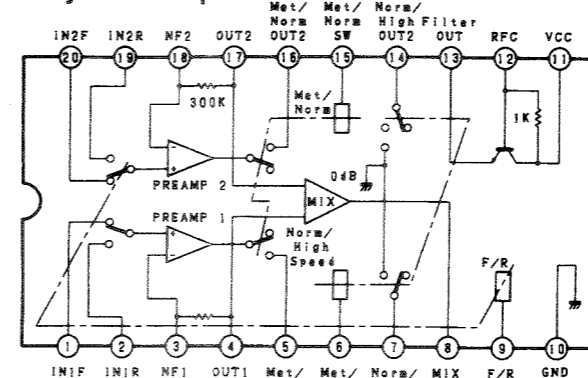 Met/ Met/ Norm/
Norm Norm High Filter
IN2F IN2R NF2 OUT2 OUT2 SW OUT2 OUT RFC VCC
20 19 18 17 16 15 14 13 12 11
300K
Met/
Norm
1K
PREAMP 2
0dB
MIX
PREAMP 1
Norm/
High
Speed
F/R
1 2 3 4 5 6 7 8 9 10
IN1F IN1R NF1 OUT1 Met/ Met/ Norm/ MIX F/R GND